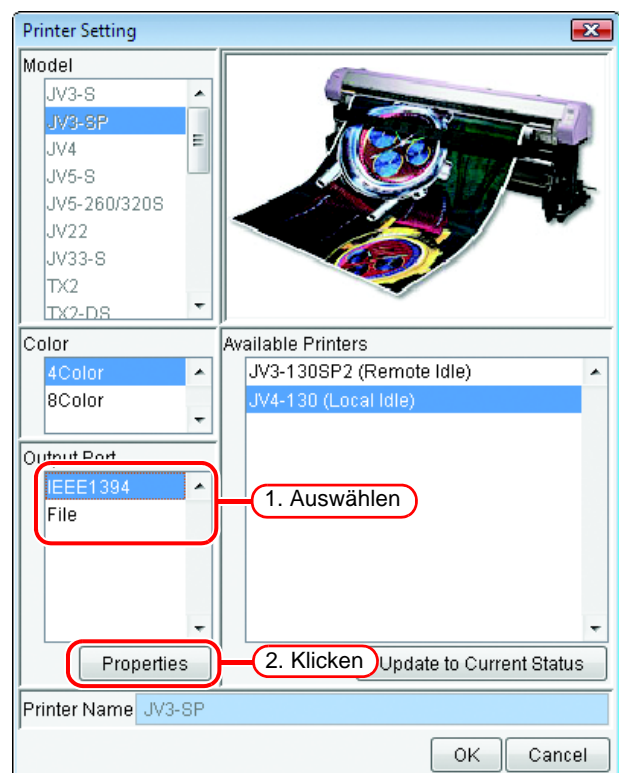 Printer Setting
Model
JV3-S
JV3-SP
JV4
JV5-S
JV5-260/320S
JV22
JV33-S
TX2
TX2-DS
Color
4Color
8Color
Available Printers
JV3-130SP2 (Remote Idle)
JV4-130 (Local Idle)
Output Port
IEEE1394
File
1. Auswählen
Properties
2. Klicken
Update to Current Status
Printer Name JV3-SP
OK Cancel